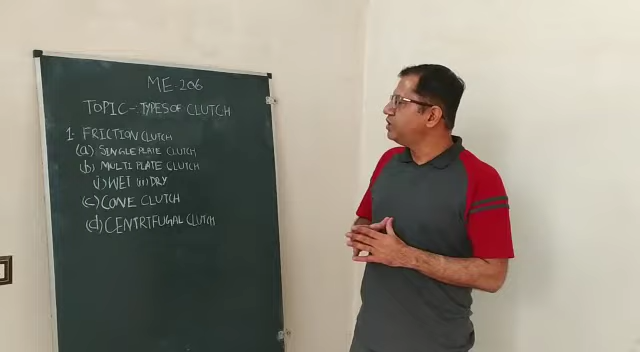 ME-206
TOPIC-:TYPES OF CLUTCH
1. FRICTION CLUTCH
(a) SINGLE PLATE CLUTCH
(b) MULTI PLATE CLUTCH
(i) WET (ii) DRY
(c) CONE CLUTCH
(d) CENTRIFUGAL CLUTCH